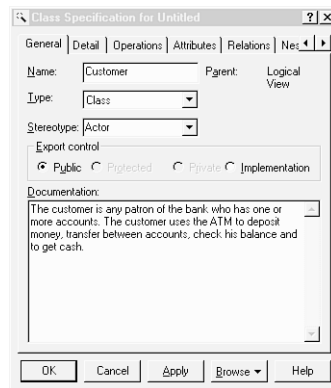 Class Specification for Untitled
General Detail Operations Attributes Relations Nes
Name: Customer Parent: Logical View
Type: Class
Stereotype: Actor
Export control
Public Protected Private Implementation
Documentation:
The customer is any patron of the bank who has one or
more accounts. The customer uses the ATM to deposit
money, transfer between accounts, check his balance and
to get cash.
OK Cancel Apply Browse Help